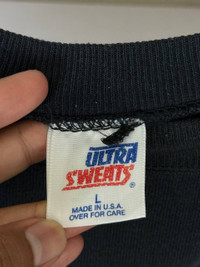 ULTRA
SWEATS
L
MADE IN U.S.A.
OVER FOR CARE